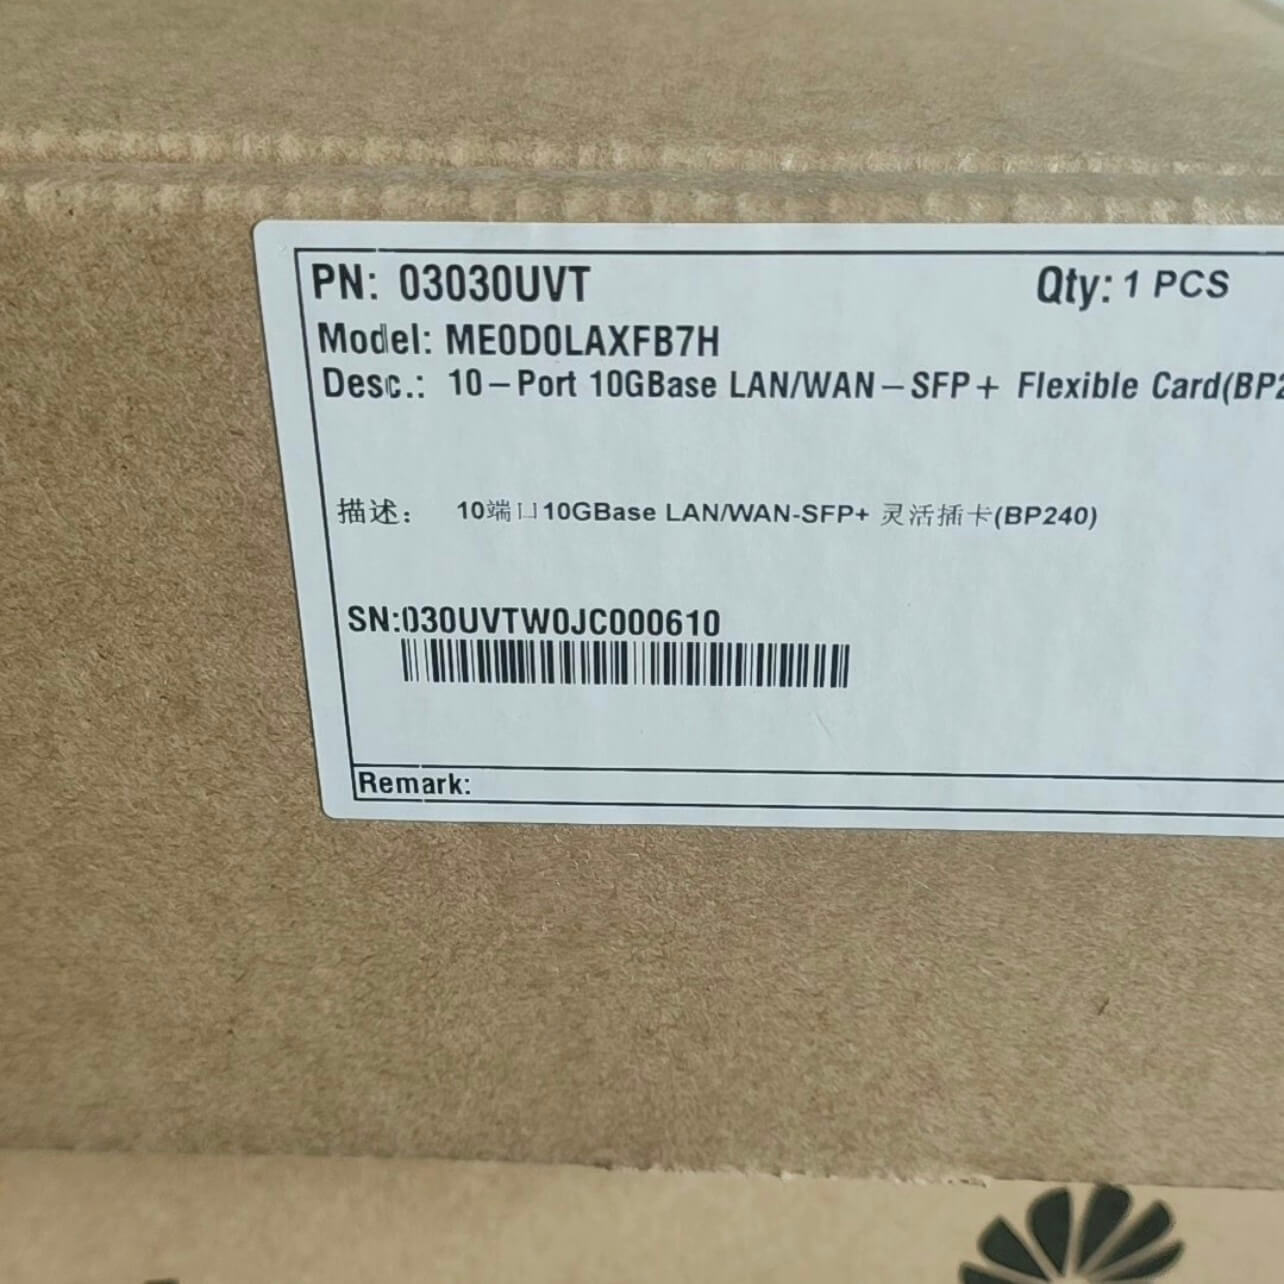 PN: 03030UVT Qty: 1 PCS
Model: ME0D0LAXFB7H
Desc.: 10-Port 10GBase LAN/WAN-SFP+ Flexible Card(BP2
描述: 10端口10GBase LAN/WAN-SFP+ 灵活插卡(BP240)
SN:030UVTW0JC000610
Remark: